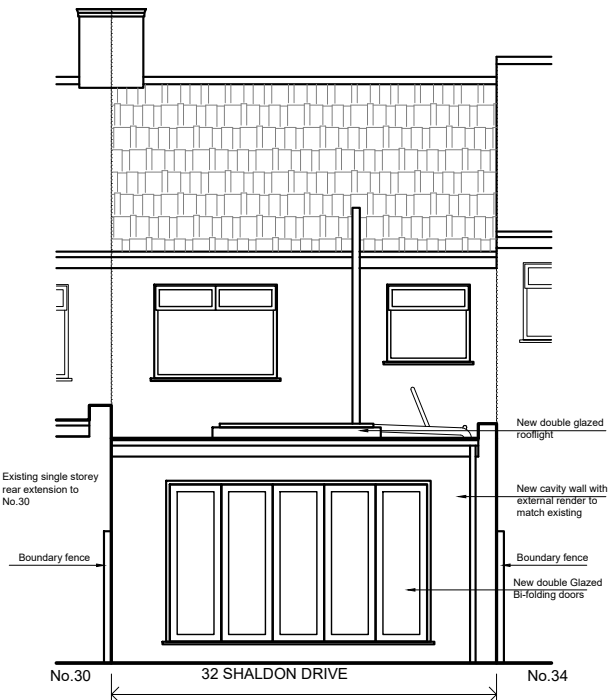 New double glazed
rooflight
Existing single storey
rear extension to
No.30
New cavity wall with
external render to
match existing
Boundary fence
Boundary fence
New double Glazed
Bi-folding doors
No.30
32 SHALDON DRIVE
No.34